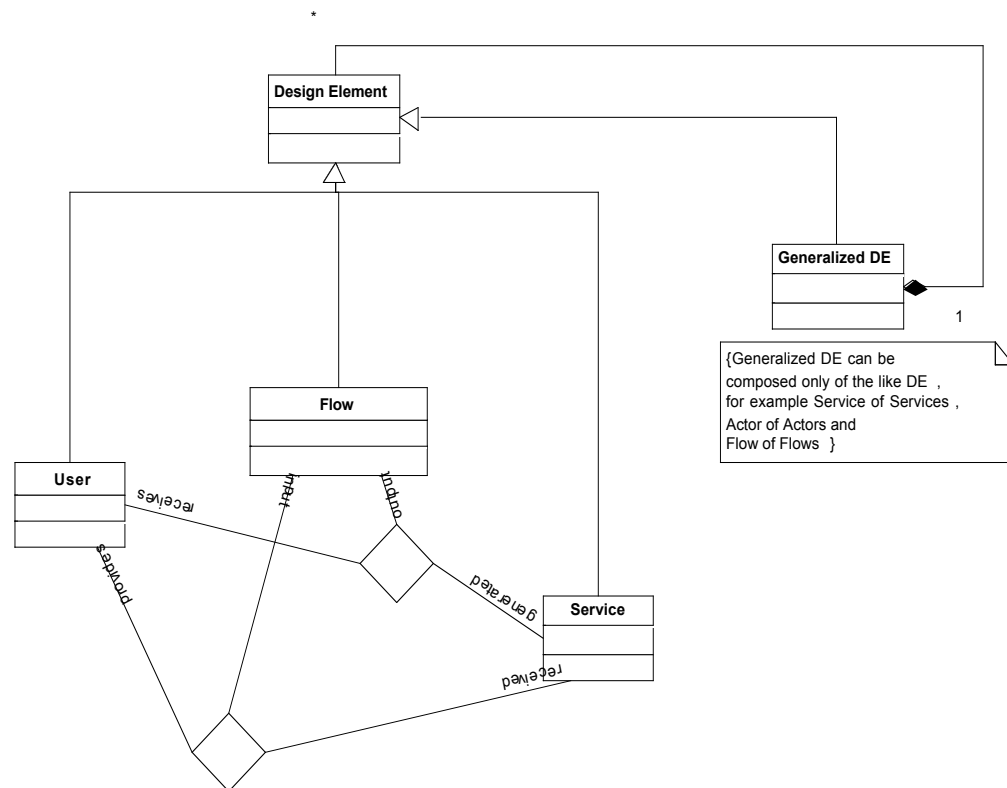 *
Design Element
Generalized DE
1
{Generalized DE can be
composed only of the like DE ,
for example Service of Services ,
Actor of Actors and
Flow of Flows }
Flow
User
input
output
receives
provides
generated
Service
received